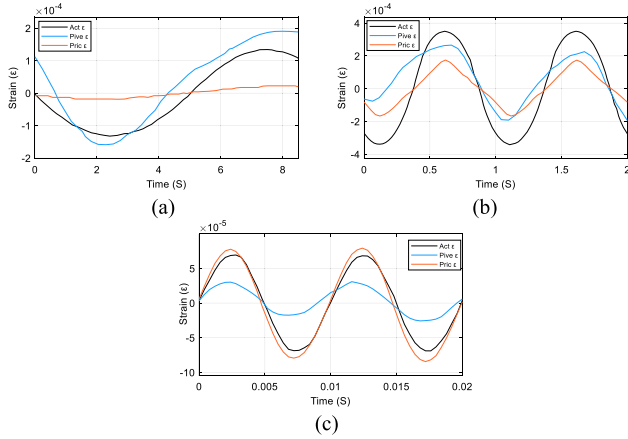 ×10⁻⁴
Strain (ε)
2
1
0
-1
-2
0
2
4
6
8
Time (S)
Act ε
Pive ε
Pric ε
(a)
×10⁻⁴
Strain (ε)
4
2
0
-2
-4
0
0.5
1
1.5
2
Time (S)
Act ε
Pive ε
Pric ε
(b)
×10⁻⁵
Strain (ε)
5
0
-5
-10
0
0.005
0.01
0.015
0.02
Time (S)
Act ε
Pive ε
Pric ε
(c)